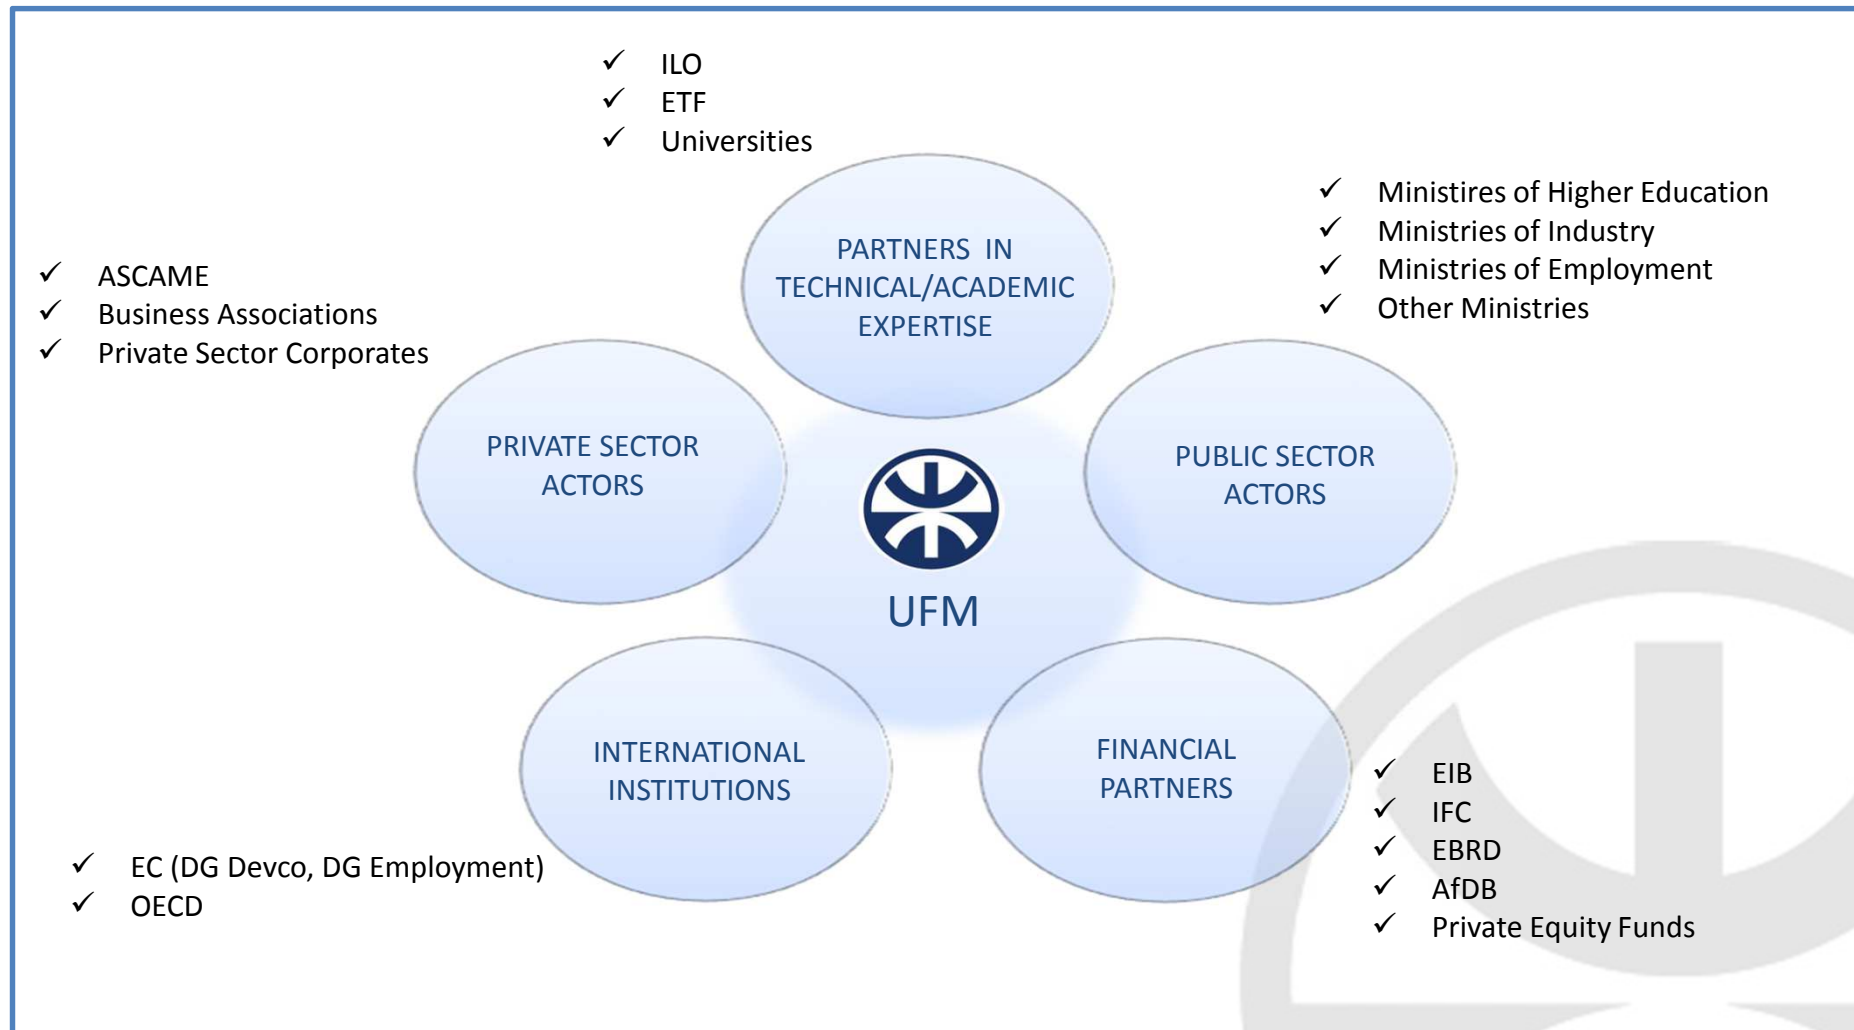 ILO
ETF
Universities
PARTNERS IN
TECHNICAL/ACADEMIC
EXPERTISE
Ministires of Higher Education
Ministries of Industry
Ministries of Employment
Other Ministries
ASCAME
Business Associations
Private Sector Corporates
PRIVATE SECTOR
ACTORS
PUBLIC SECTOR
ACTORS
UFM
INTERNATIONAL
INSTITUTIONS
FINANCIAL
PARTNERS
EIB
IFC
EBRD
AfDB
Private Equity Funds
EC (DG Devco, DG Employment)
OECD